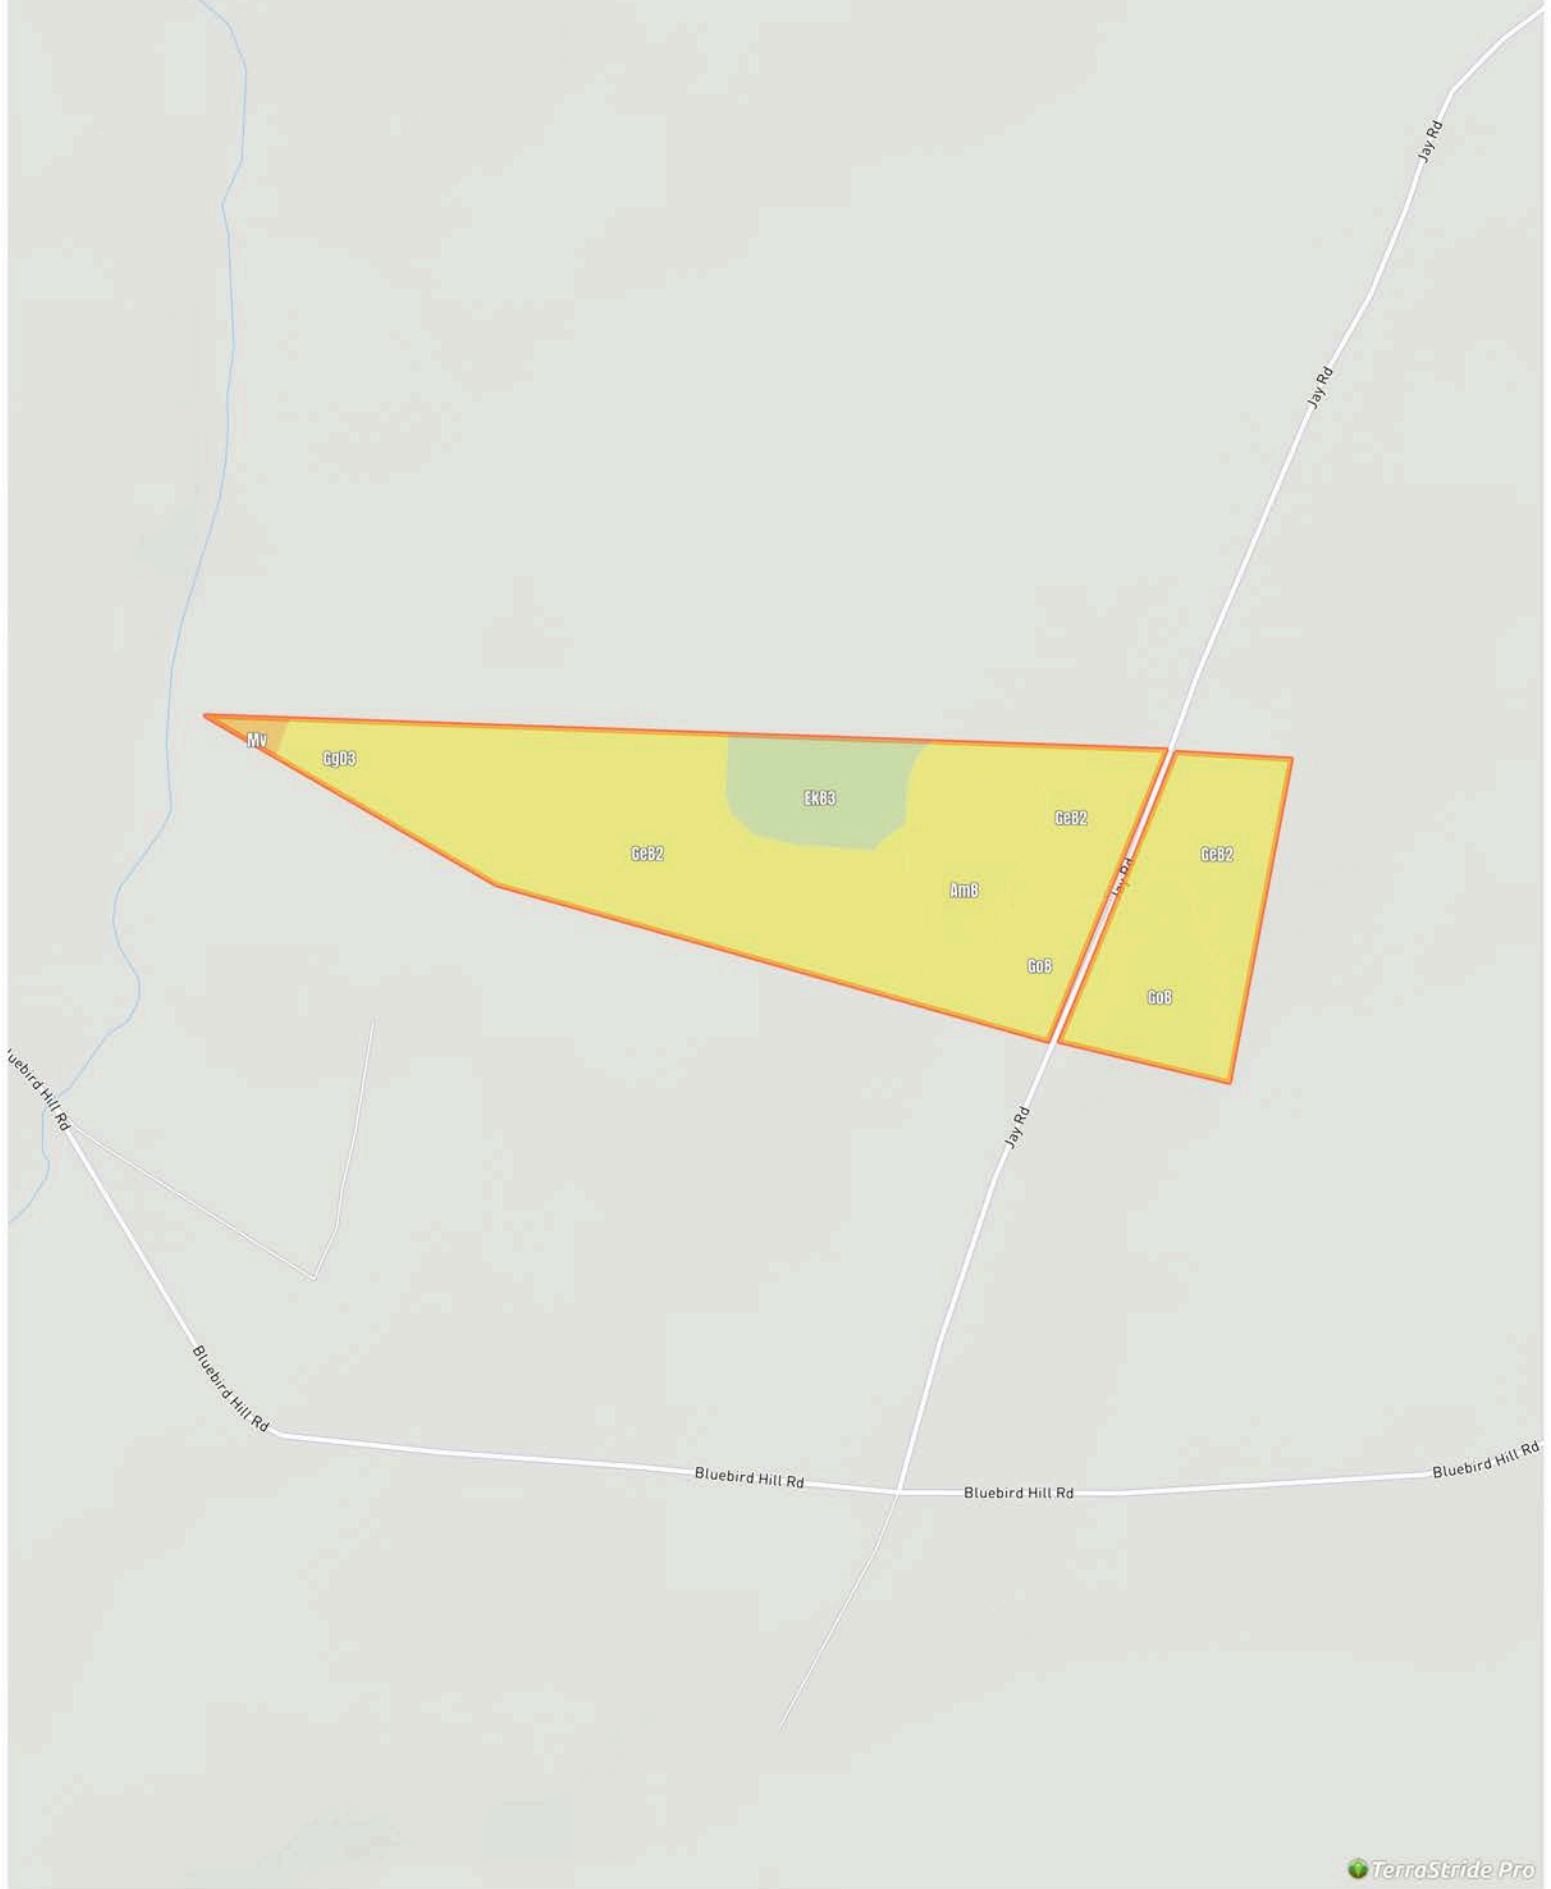 Jay Rd
Jay Rd
Mv
GgD3
EkB3
GeB2
GeB2
GeB2
Jay Rd
AmB
GoB
GoB
luebird Hill Rd
Jay Rd
Bluebird Hill Rd
Bluebird Hill Rd
Bluebird Hill Rd
Bluebird Hill Rd
TerraStride Pro